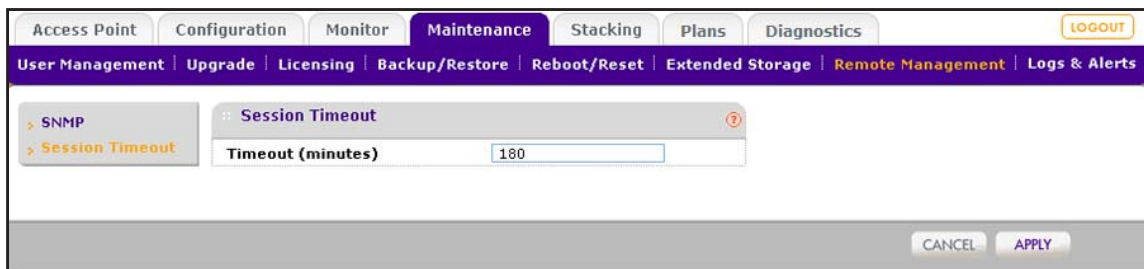 Access Point Configuration Monitor Maintenance Stacking Plans Diagnostics LOGOUT
User Management Upgrade Licensing Backup/Restore Reboot/Reset Extended Storage Remote Management Logs & Alerts
SNMP
Session Timeout
Session Timeout ?
Timeout (minutes) 180
CANCEL APPLY